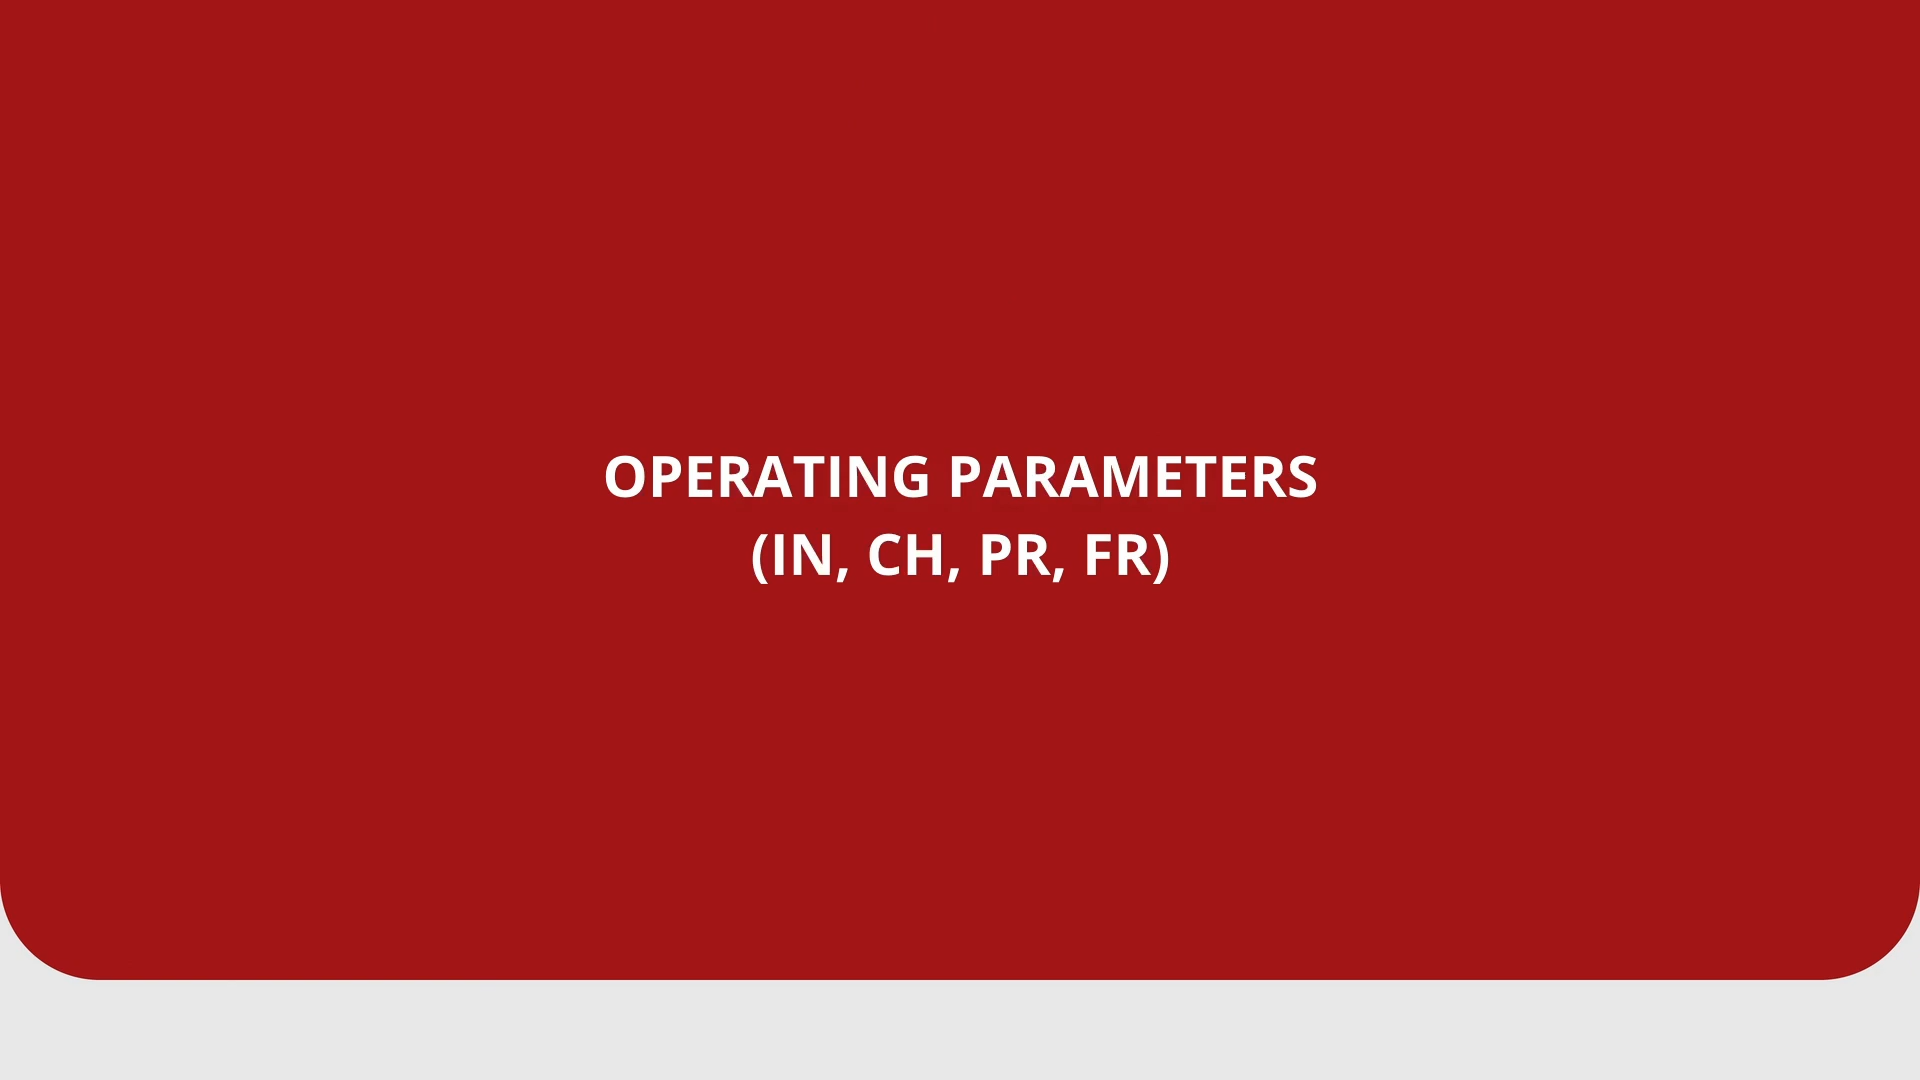 OPERATING PARAMETERS
(IN, CH, PR, FR)